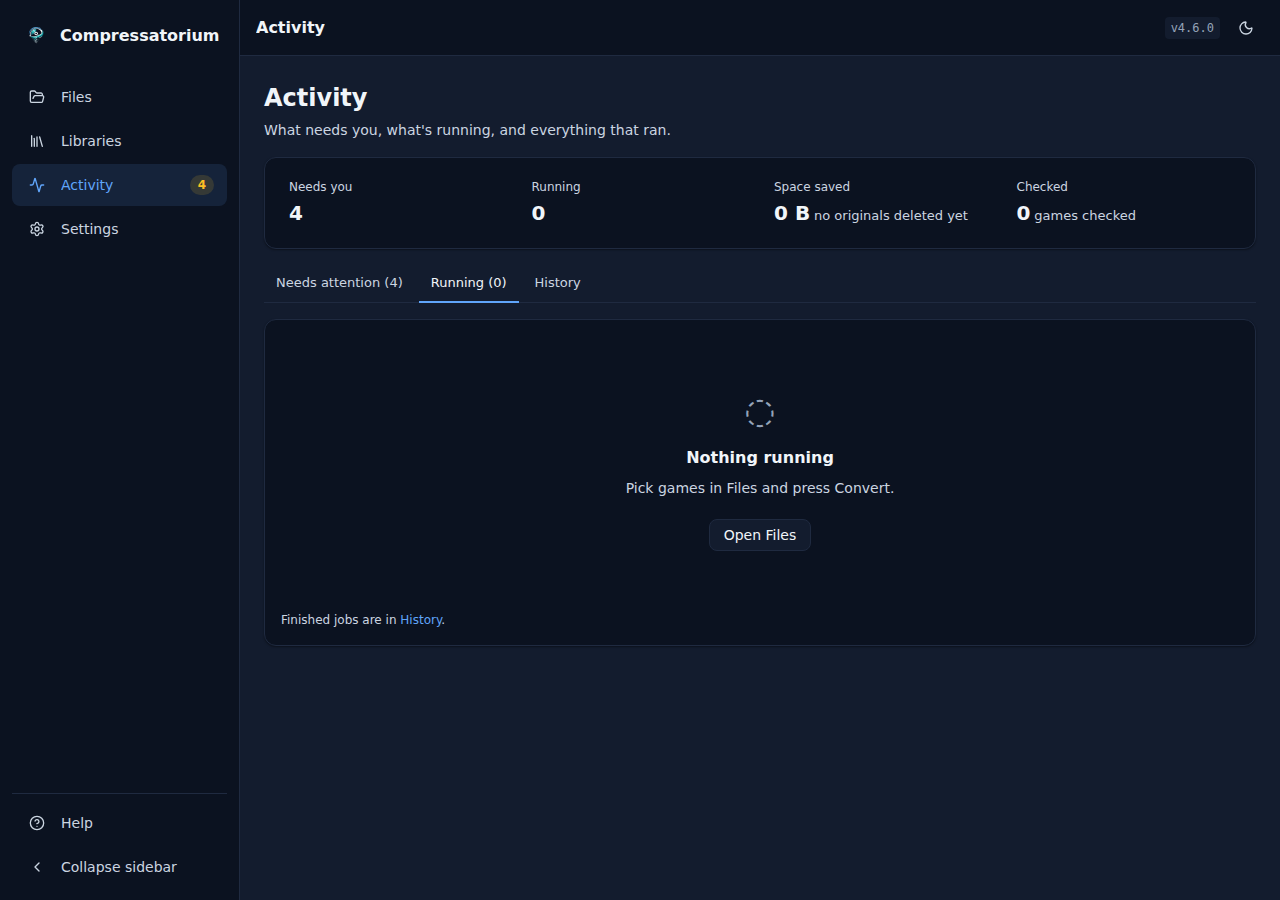 Compressatorium
Files
Libraries
Activity 4
Settings
Help
Collapse sidebar
Activity
v4.6.0
Activity
What needs you, what's running, and everything that ran.
Needs you
4
Running
0
Space saved
0 B no originals deleted yet
Checked
0 games checked
Needs attention (4)
Running (0)
History
Nothing running
Pick games in Files and press Convert.
Open Files
Finished jobs are in History.